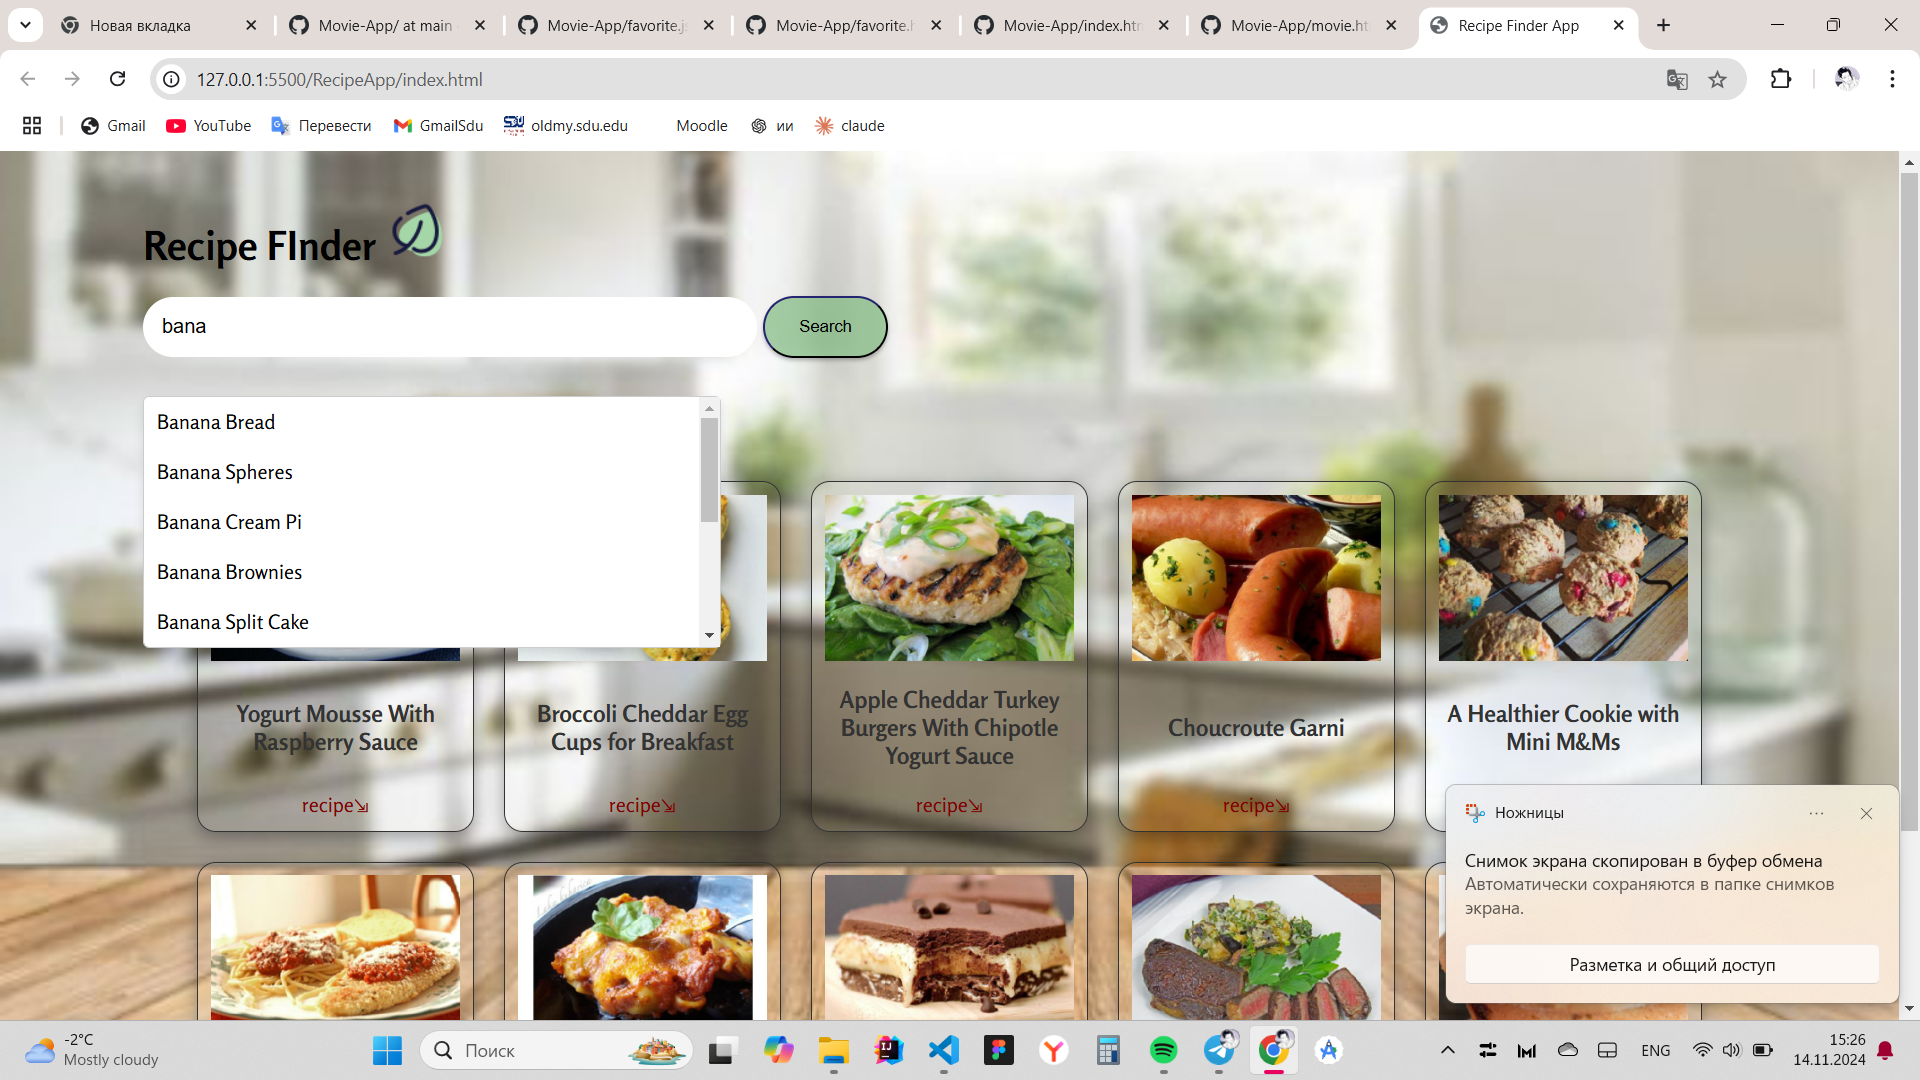 Новая вкладка
Movie-App/ at main
Movie-App/favorite.js
Movie-App/favorite.h
Movie-App/index.htm
Movie-App/movie.ht
Recipe Finder App
127.0.0.1:5500/RecipeApp/index.html
Gmail
YouTube
Перевести
GmailSdu
oldmy.sdu.edu
Moodle
ии
claude
Recipe FInder
bana
Search
Banana Bread
Banana Spheres
Banana Cream Pi
Banana Brownies
Banana Split Cake
Yogurt Mousse With
Raspberry Sauce
recipe⇲
Broccoli Cheddar Egg
Cups for Breakfast
recipe⇲
Apple Cheddar Turkey
Burgers With Chipotle
Yogurt Sauce
recipe⇲
Choucroute Garni
recipe⇲
A Healthier Cookie with
Mini M&Ms
Ножницы
Снимок экрана скопирован в буфер обмена
Автоматически сохраняются в папке снимков
экрана.
Разметка и общий доступ
-2°C
Mostly cloudy
Поиск
ENG
15:26
14.11.2024